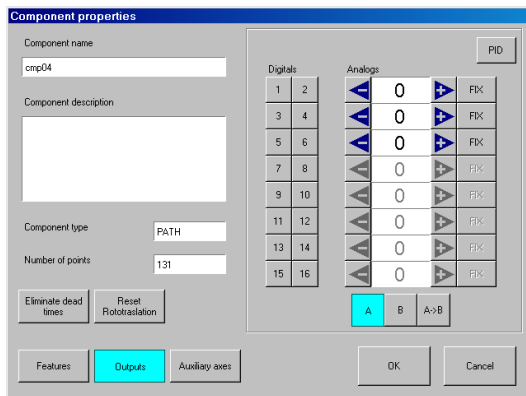 Component properties
Component name
cmp04
Component description
Component type
PATH
Number of points
131
Eliminate dead
times
Reset
Rototraslation
Features
Outputs
Auxiliary axes
PID
Digitals
Analogs
1 2 0 FIX
3 4 0 FIX
5 6 0 FIX
7 8 0 FIX
9 10 0 FIX
11 12 0 FIX
13 14 0 FIX
15 16 0 FIX
A B A->B
OK
Cancel